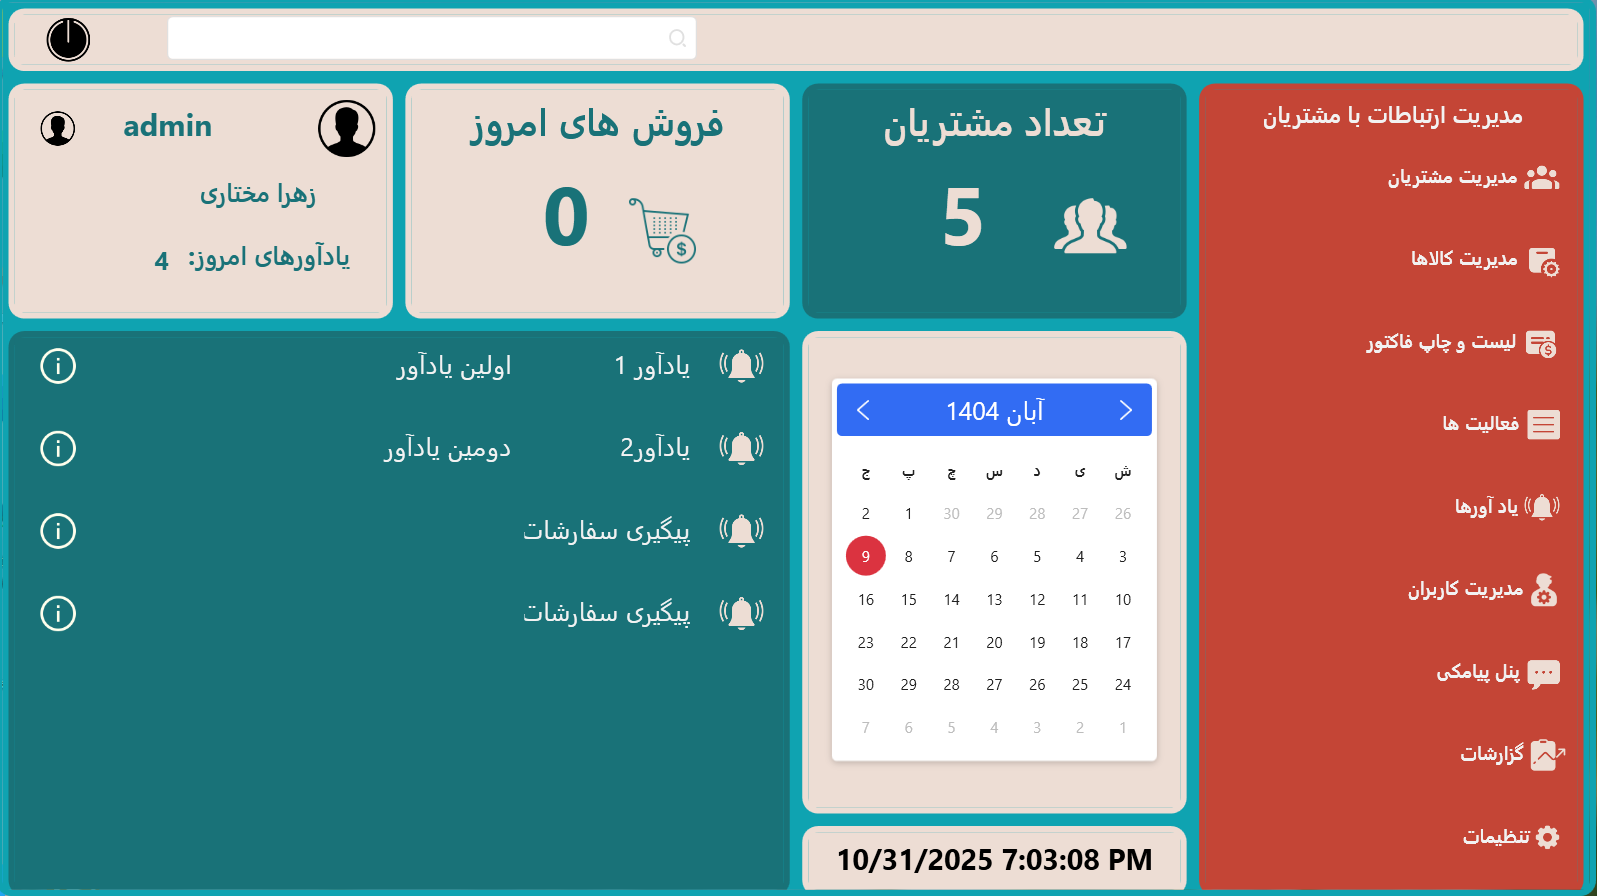 مدیریت ارتباطات با مشتریان
مدیریت مشتریان
مدیریت کالاها
لیست و چاپ فاکتور
فعالیت ها
یاد آورها
مدیریت کاربران
پنل پیامکی
گزارشات
تنظیمات
تعداد مشتریان
5
فروش های امروز
0
admin
زهرا مختاری
یادآورهای امروز: 4
آبان 1404
ش ی د س چ پ ج
26 27 28 29 30 1 2
3 4 5 6 7 8 9
10 11 12 13 14 15 16
17 18 19 20 21 22 23
24 25 26 27 28 29 30
1 2 3 4 5 6 7
10/31/2025 7:03:08 PM
یادآور 1 اولین یادآور
یادآور2 دومین یادآور
پیگیری سفارشات
پیگیری سفارشات